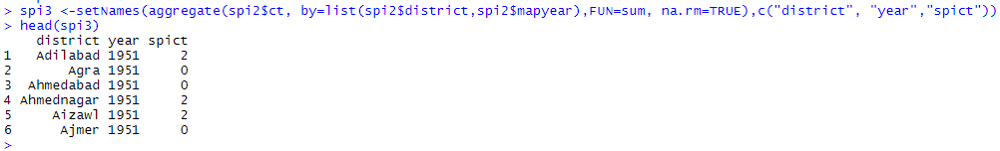 > spi3 <-setNames(aggregate(spi2$ct, by=list(spi2$district,spi2$mapyear),FUN=sum, na.rm=TRUE),c("district", "year","spict"))
> head(spi3)
    district year spict
1   Adilabad 1951     2
2       Agra 1951     0
3  Ahmedabad 1951     0
4 Ahmednagar 1951     2
5     Aizawl 1951     2
6      Ajmer 1951     0
>